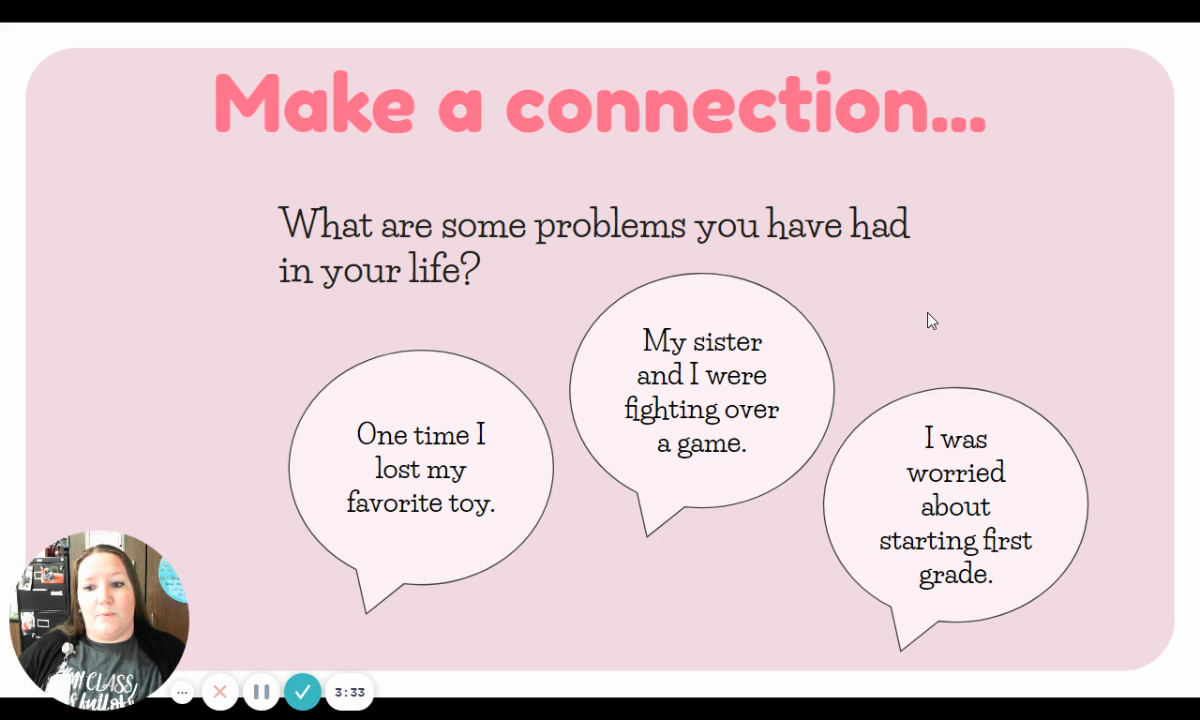 Make a connection...
What are some problems you have had
in your life?
My sister
and I were
fighting over
a game.
One time I
lost my
favorite toy.
I was
worried
about
starting first
grade.
CLASS
3:33